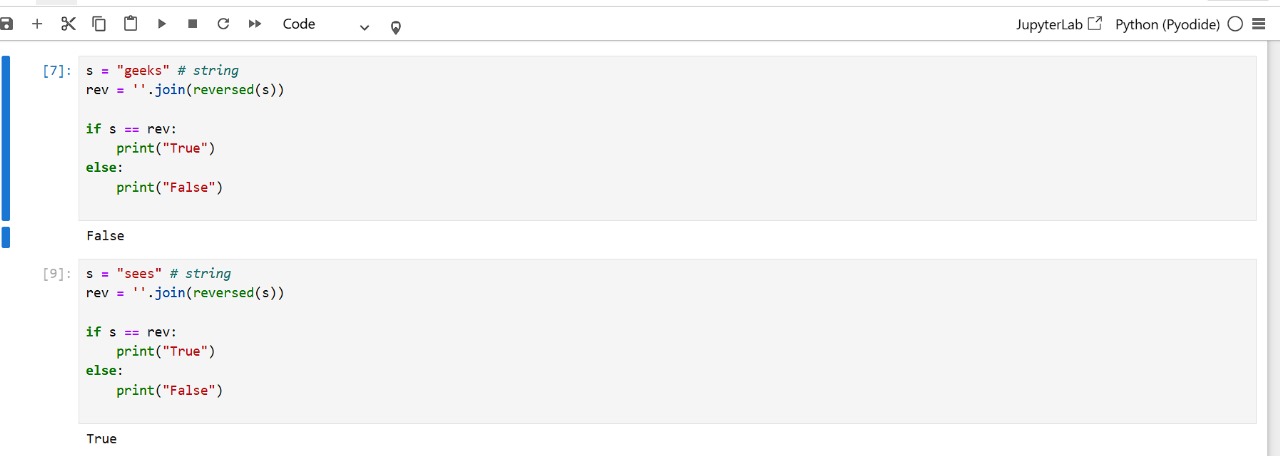 Code
JupyterLab
Python (Pyodide)
[7]:
s = "geeks" # string
rev = ''.join(reversed(s))
if s == rev:
    print("True")
else:
    print("False")
False
[9]:
s = "sees" # string
rev = ''.join(reversed(s))
if s == rev:
    print("True")
else:
    print("False")
True